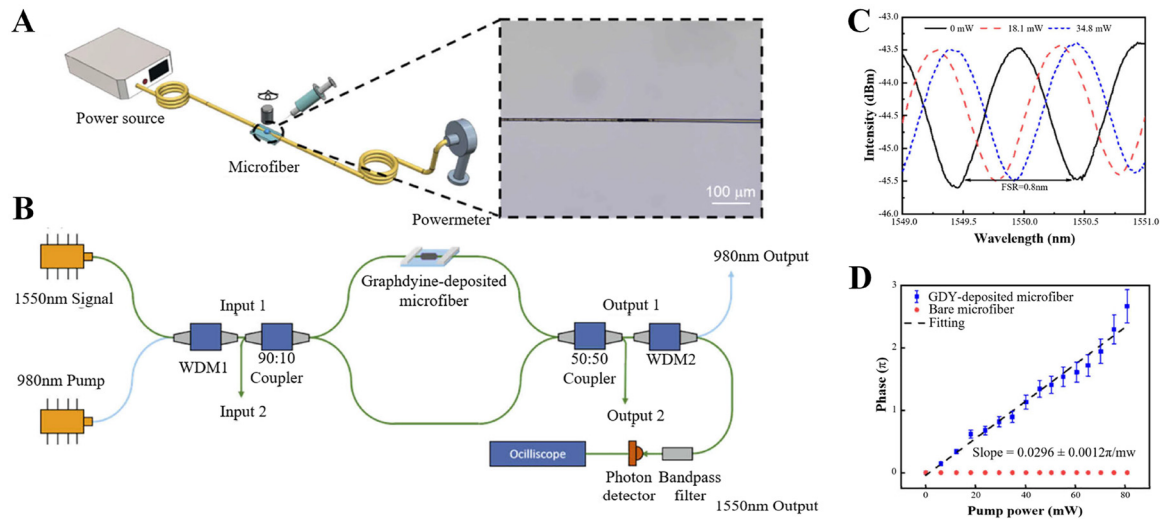 A
Power source
Microfiber
Powermeter
100 μm
B
1550nm Signal
980nm Pump
WDM1
Input 1
90:10
Coupler
Input 2
Graphdyine-deposited
microfiber
Output 1
50:50
Coupler
WDM2
Output 2
980nm Output
Ocilliscope
Photon
detector
Bandpass
filter
1550nm Output
C
0 mW 18.1 mW 34.8 mW
-43.0
-43.5
-44.0
-44.5
-45.0
-45.5
-46.0
Intensity (dBm)
FSR=0.8nm
1549.0 1549.5 1550.0 1550.5 1551.0
Wavelength (nm)
D
GDY-deposited microfiber
Bare microfiber
Fitting
3
2
1
0
Phase (π)
Slope = 0.0296 ± 0.0012π/mw
0 20 40 60 80
Pump power (mW)